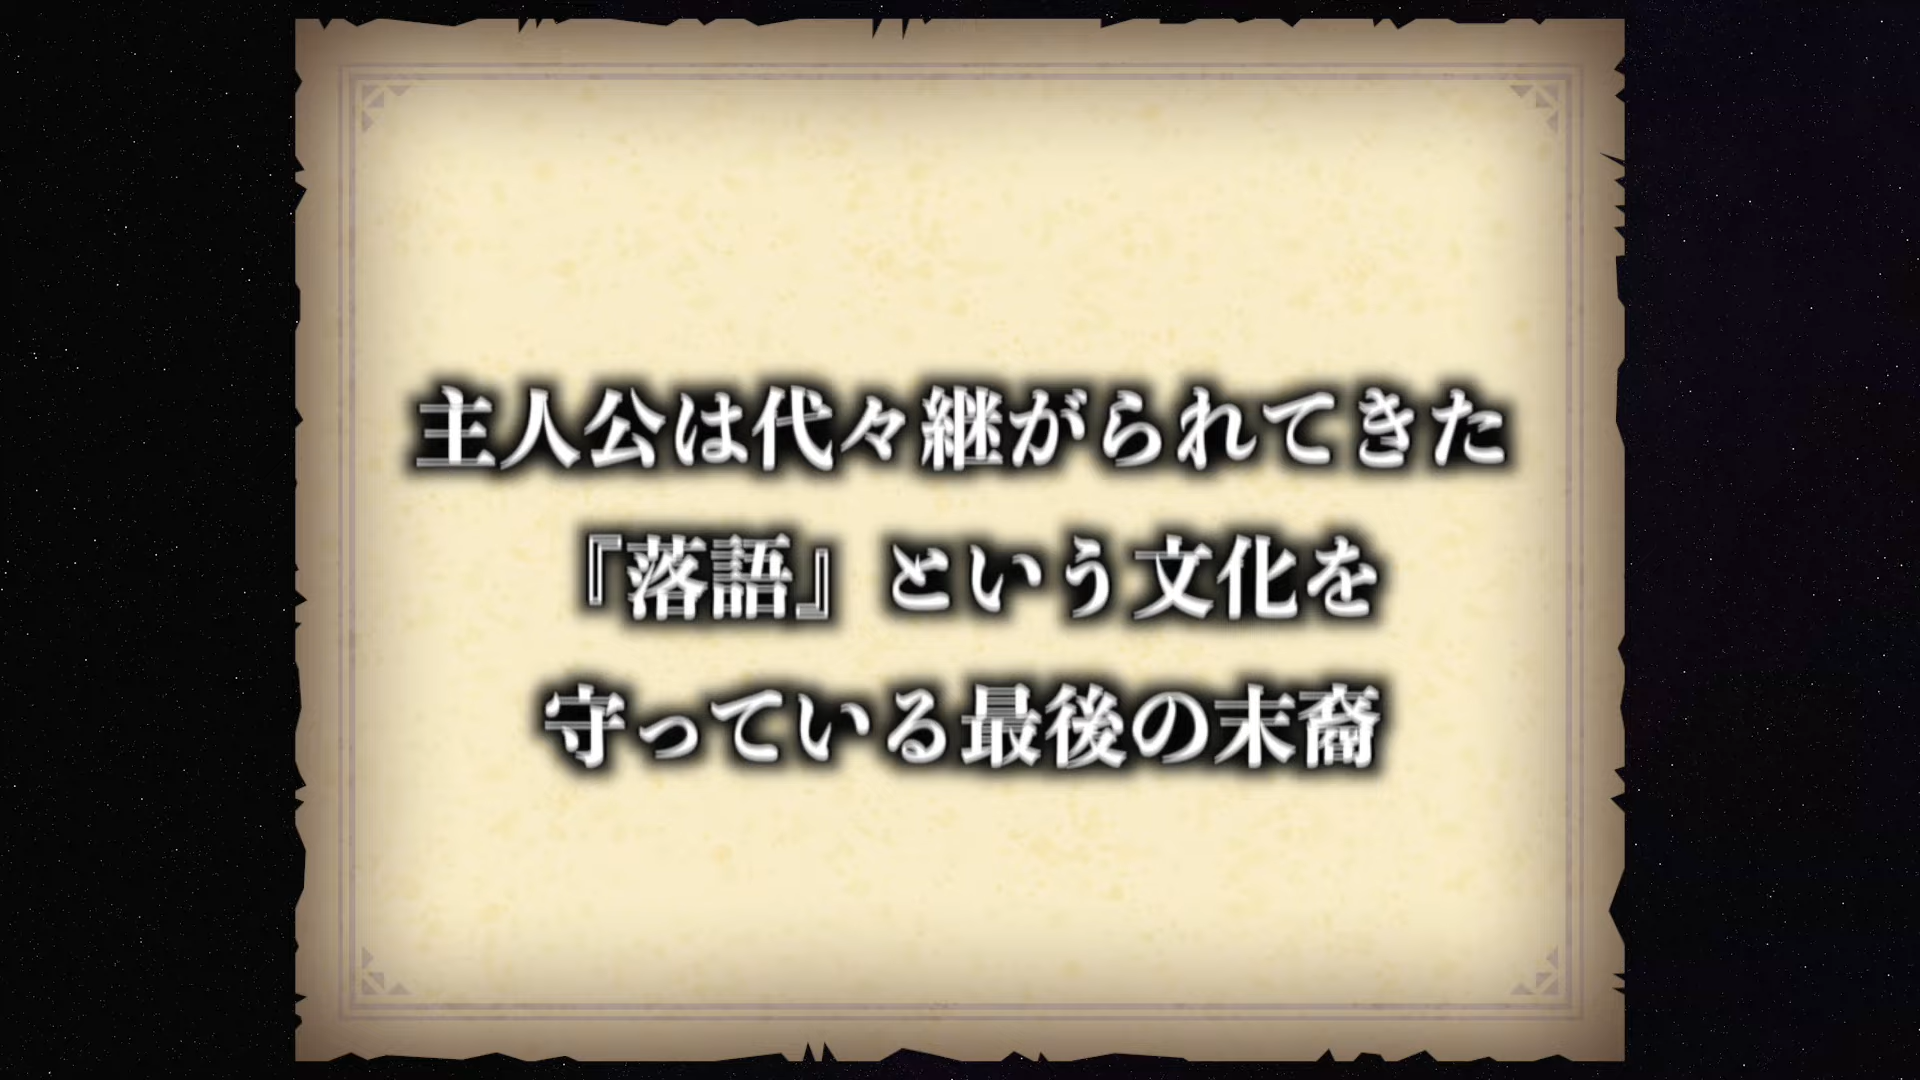 主人公は代々継がられてきた
『落語』という文化を
守っている最後の末裔